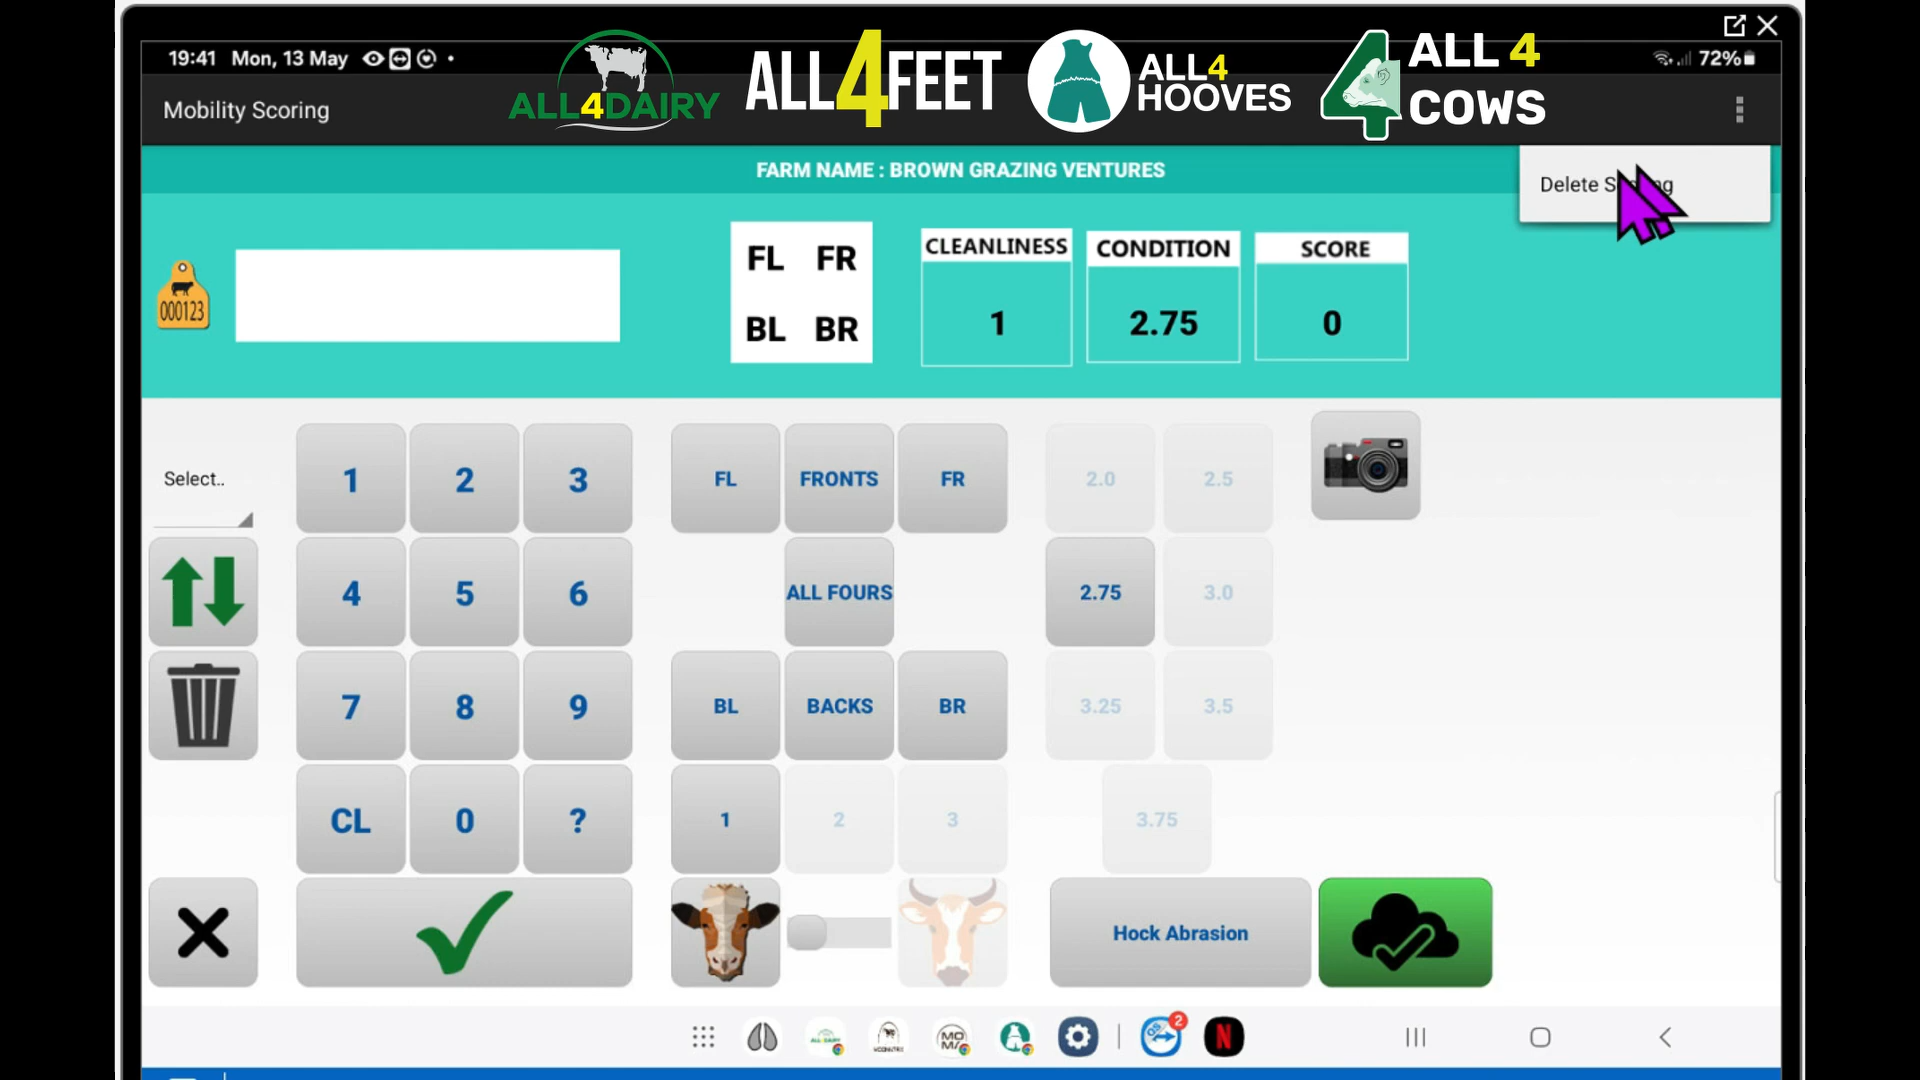 19:41 Mon, 13 May
72%
ALL4DAIRY
ALL4FEET
ALL4
HOOVES
4 ALL 4
COWS
Mobility Scoring
FARM NAME : BROWN GRAZING VENTURES
Delete
000123
FL FR
BL BR
CLEANLINESS
1
CONDITION
2.75
SCORE
0
Select..
1 2 3
FL FRONTS FR
2.0 2.5
4 5 6
ALL FOURS
2.75 3.0
7 8 9
BL BACKS BR
3.25 3.5
CL 0 ?
1 2 3
3.75
Hock Abrasion
2
N